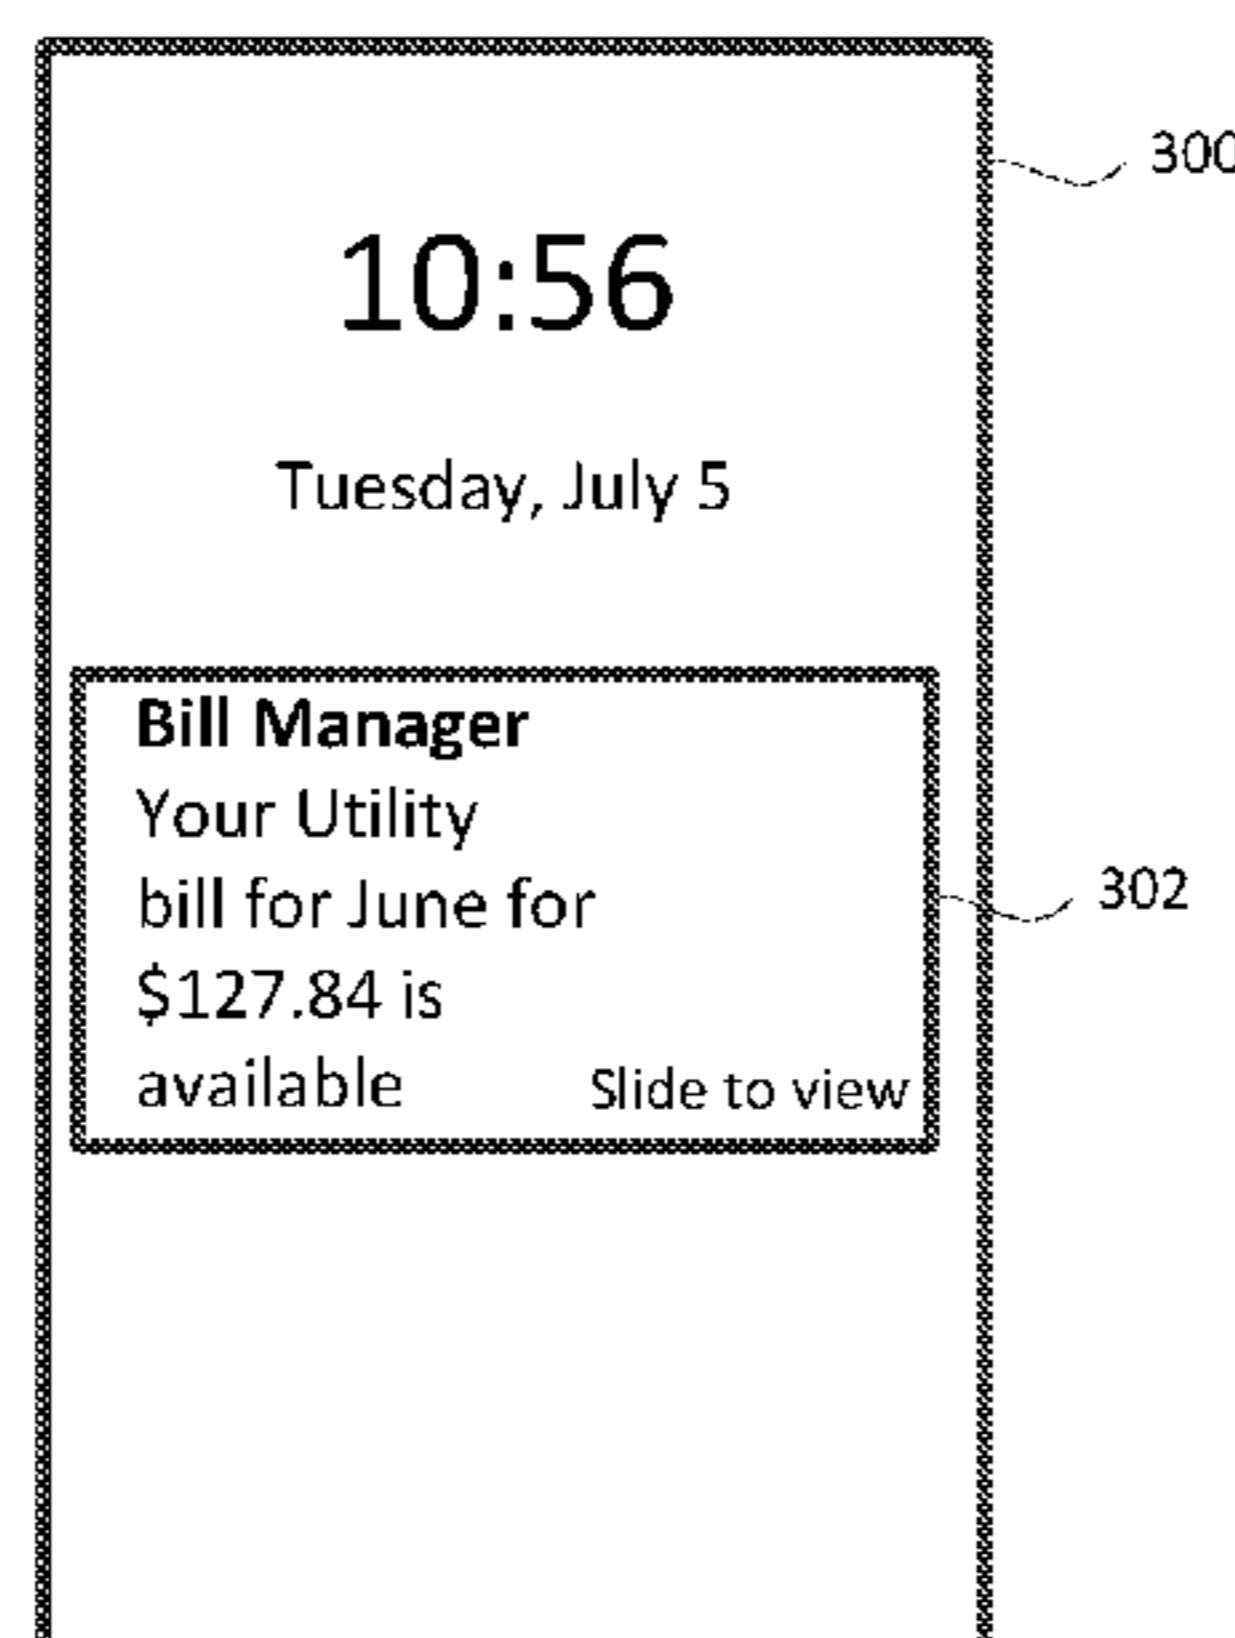 300
10:56
Tuesday, July 5
Bill Manager
Your Utility
bill for June for
302
$127.84 is
available Slide to view